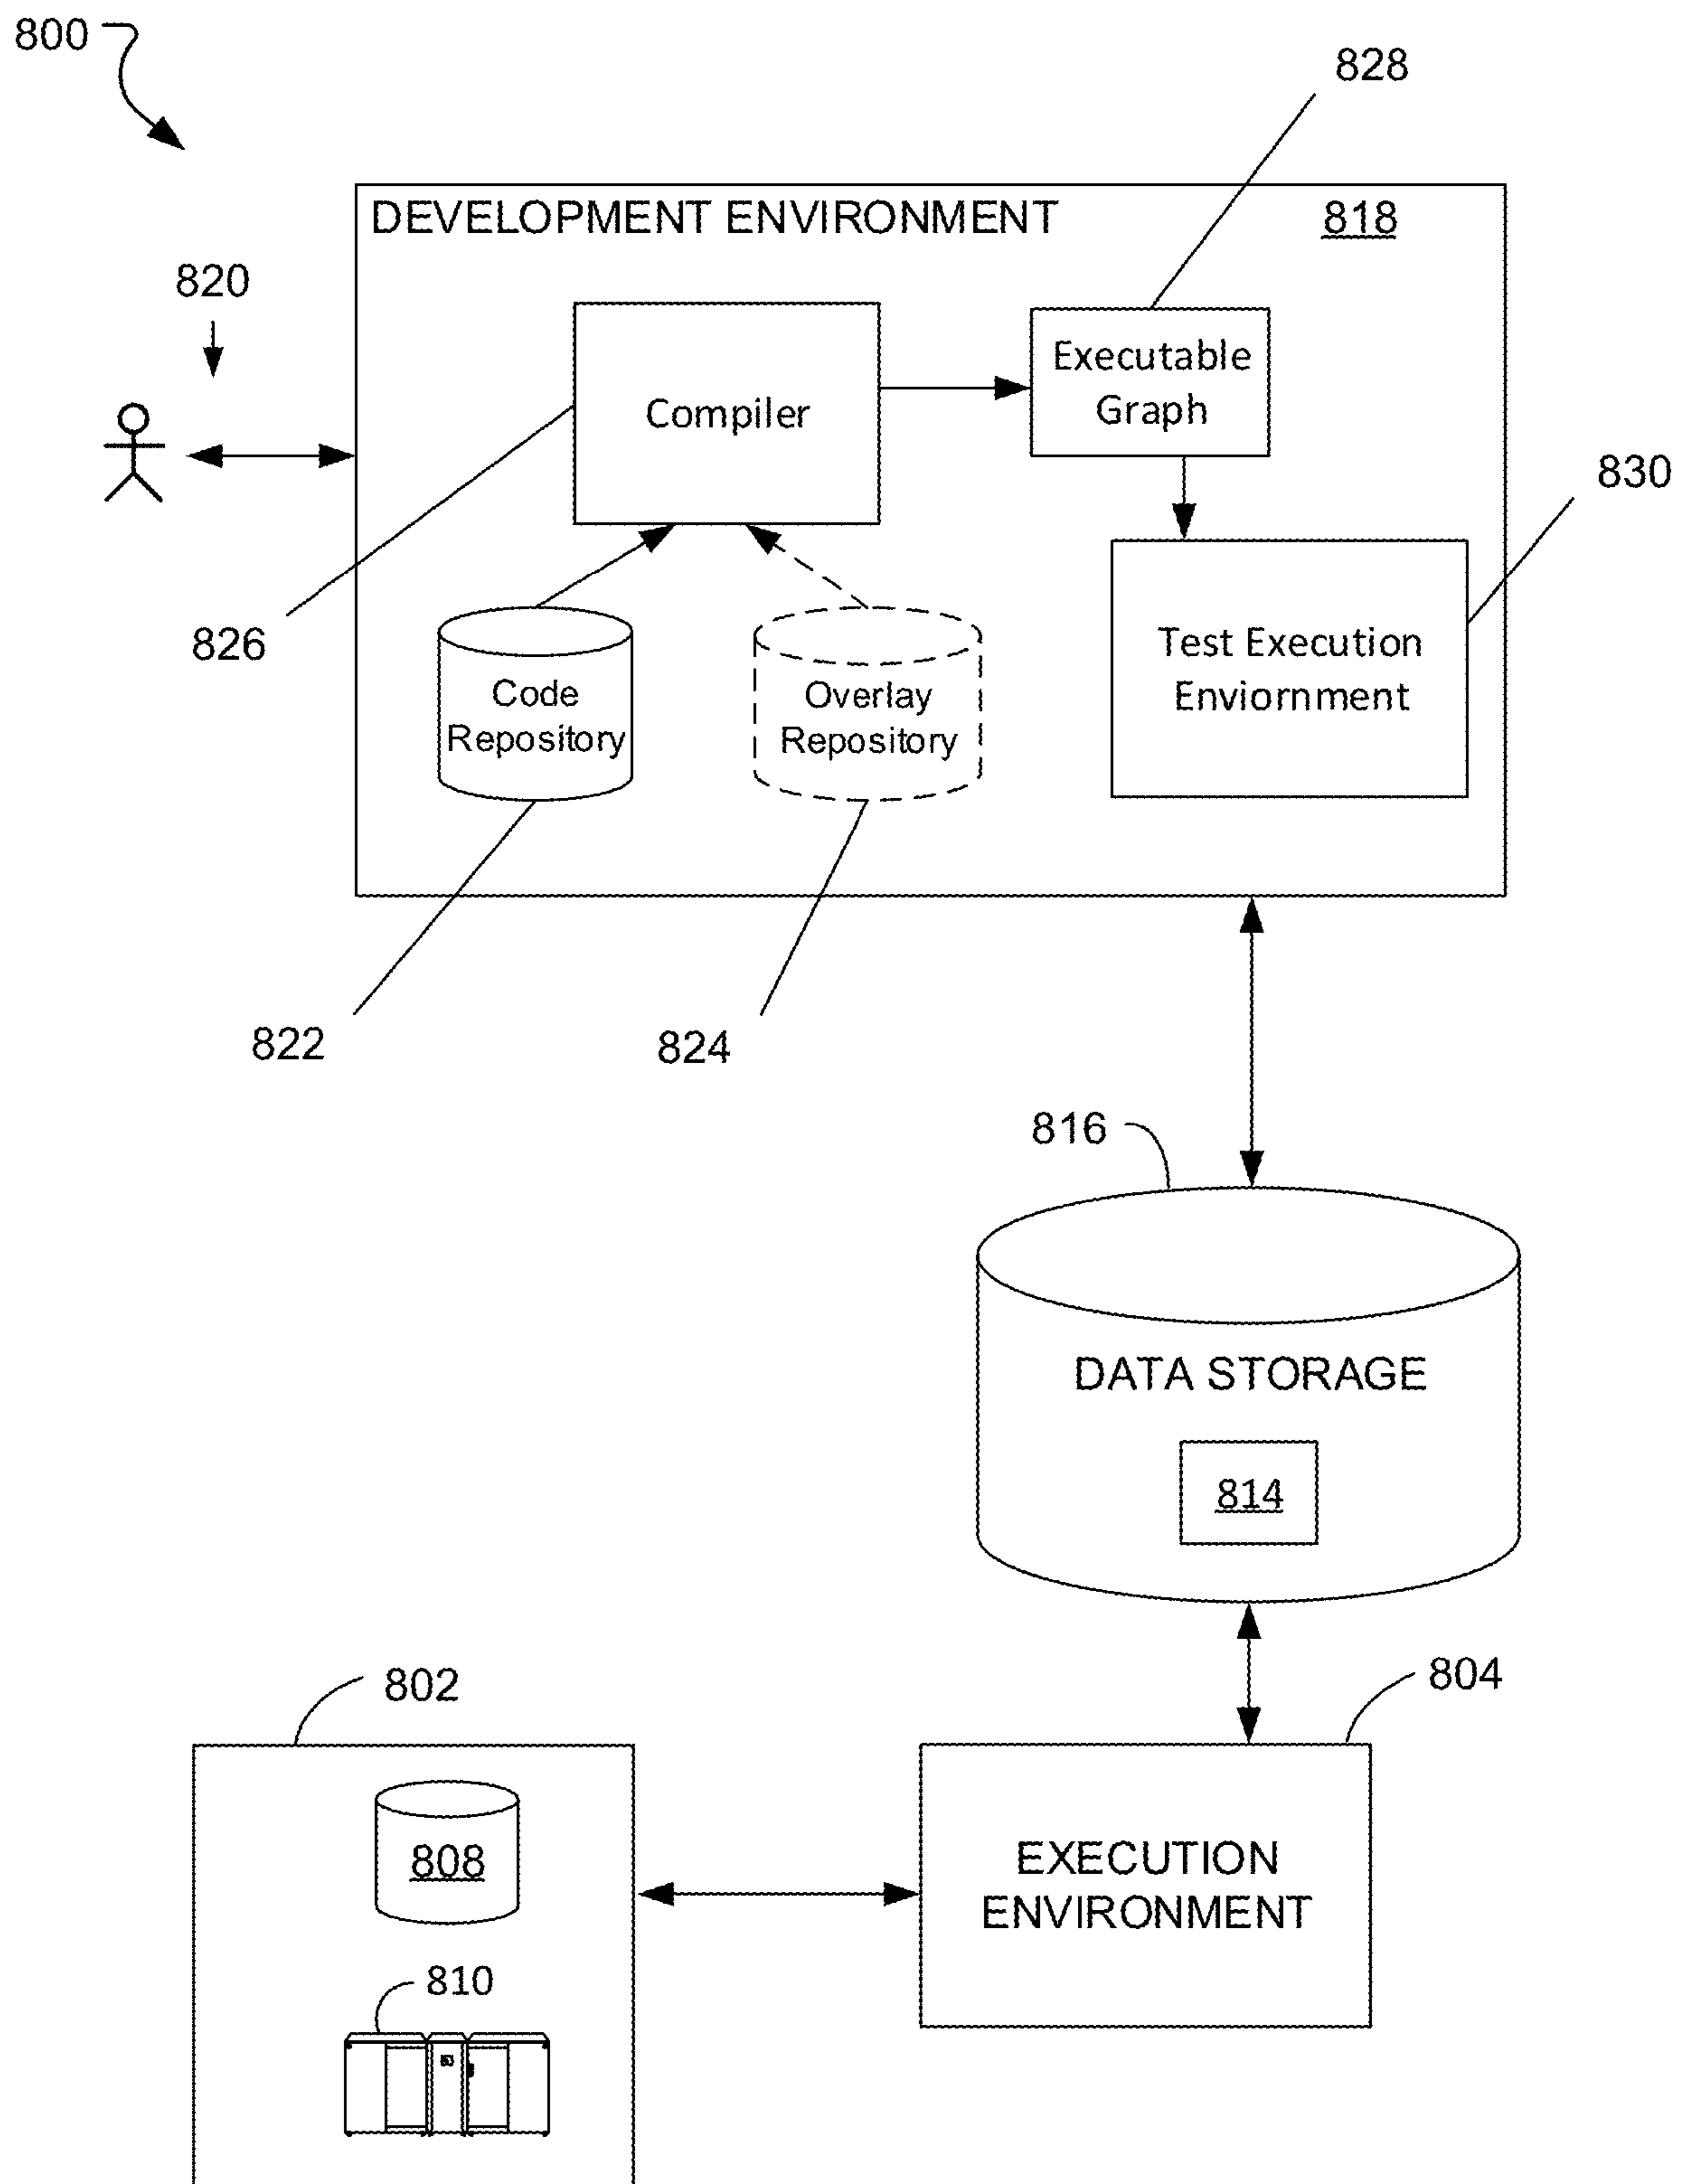 800
828
DEVELOPMENT ENVIRONMENT 818
820
Executable
Graph
Compiler
830
826
Test Execution
Enviornment
Code
Repository
Overlay
Repository
822
824
816
DATA STORAGE
814
802
804
808
EXECUTION
ENVIRONMENT
810